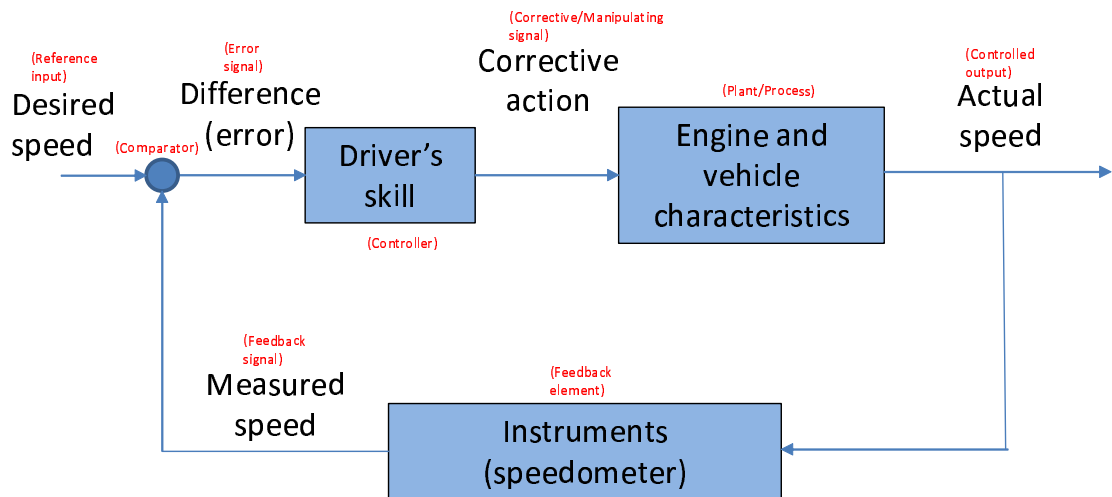 (Reference
input)
Desired
speed
(Comparator)
(Error
signal)
Difference
(error)
Driver’s
skill
(Controller)
(Corrective/Manipulating
signal)
Corrective
action
(Plant/Process)
Engine and
vehicle
characteristics
(Controlled
output)
Actual
speed
(Feedback
signal)
Measured
speed
(Feedback
element)
Instruments
(speedometer)